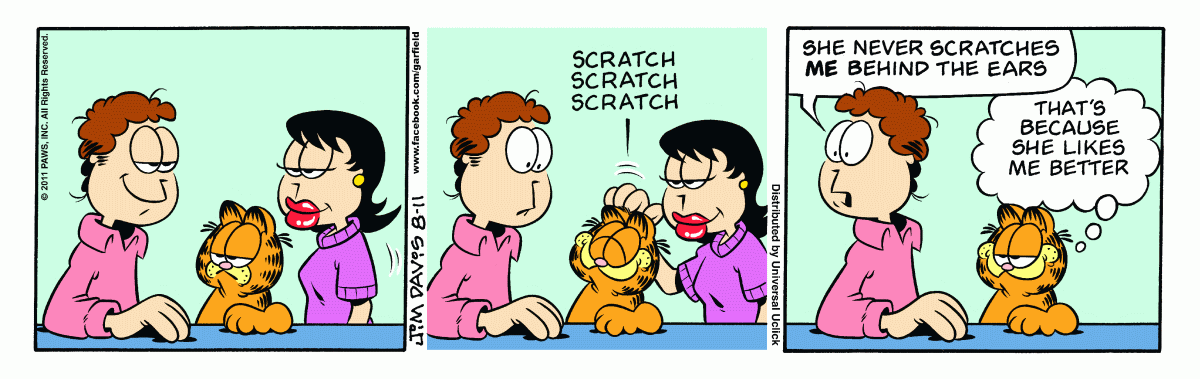 © 2011 PAWS, INC. All Rights Reserved.
www.facebook.com/garfield
JIM DAVIS 8-11
SCRATCH
SCRATCH
SCRATCH
Distributed by Universal Uclick
SHE NEVER SCRATCHES
ME BEHIND THE EARS
THAT'S
BECAUSE
SHE LIKES
ME BETTER